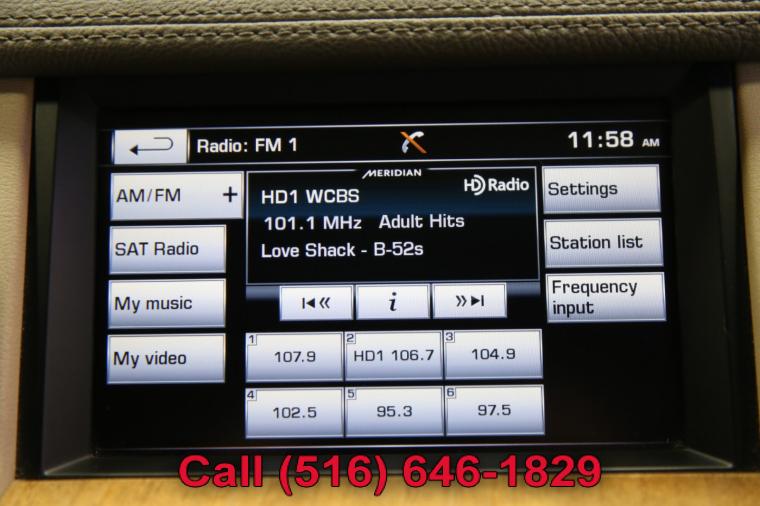 Radio: FM 1
11:58 AM
AM/FM +
SAT Radio
My music
My video
MERIDIAN
HD Radio
HD1 WCBS
101.1 MHz Adult Hits
Love Shack - B-52s
i
1 107.9
2 HD1 106.7
3 104.9
4 102.5
5 95.3
6 97.5
Settings
Station list
Frequency
input
Call (516) 646-1829